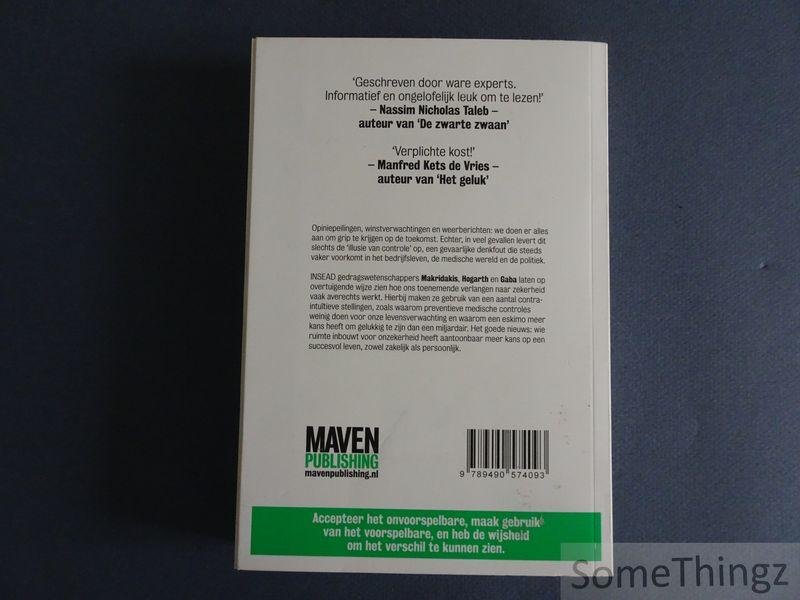 ‘Geschreven door ware experts.
Informatief en ongelofelijk leuk om te lezen!’
– Nassim Nicholas Taleb –
auteur van ‘De zwarte zwaan’
‘Verplichte kost!’
– Manfred Kets de Vries –
auteur van ‘Het geluk’
Opiniepeilingen, winstverwachtingen en weerberichten: we doen er alles
aan om grip te krijgen op de toekomst. Echter, in veel gevallen levert dit
slechts de ‘illusie van controle’ op, een gevaarlijke denkfout die steeds
vaker voorkomt in het bedrijfsleven, de medische wereld en de politiek.
INSEAD gedragswetenschappers Makridakis, Hogarth en Gaba laten op
overtuigende wijze zien hoe ons toenemende verlangen naar zekerheid
vaak averechts werkt. Hierbij maken ze gebruik van een aantal contra-
intuïtieve stellingen, zoals waarom preventieve medische controles
weinig doen voor onze levensverwachting en waarom een eskimo meer
kans heeft om gelukkig te zijn dan een miljardair. Het goede nieuws: wie
ruimte inbouwt voor onzekerheid heeft aantoonbaar meer kans op een
succesvol leven, zowel zakelijk als persoonlijk.
MAVEN
PUBLISHING
mavenpublishing.nl
9 789490 574093
Accepteer het onvoorspelbare, maak gebruik
van het voorspelbare, en heb de wijsheid
om het verschil te kunnen zien.
SomeThingz